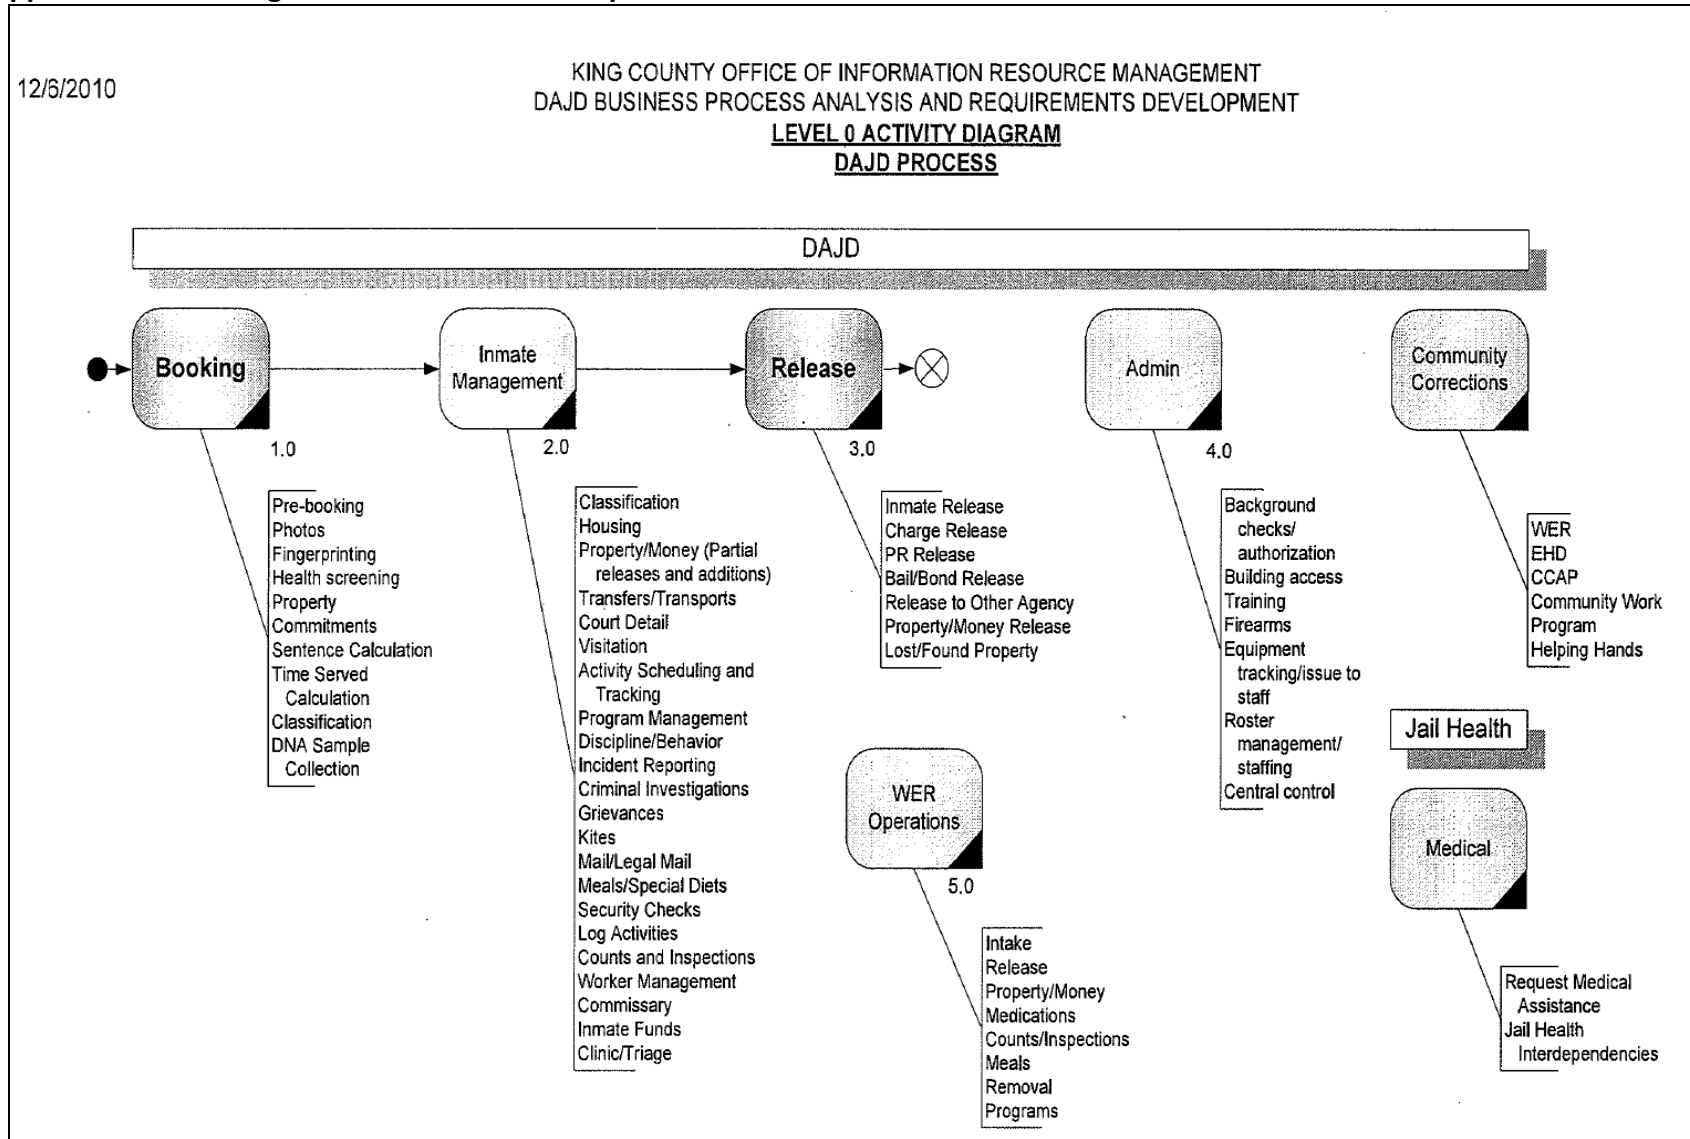 12/6/2010
KING COUNTY OFFICE OF INFORMATION RESOURCE MANAGEMENT
DAJD BUSINESS PROCESS ANALYSIS AND REQUIREMENTS DEVELOPMENT
LEVEL 0 ACTIVITY DIAGRAM
DAJD PROCESS
DAJD
Booking
1.0
Pre-booking
Photos
Fingerprinting
Health screening
Property
Commitments
Sentence Calculation
Time Served
Calculation
Classification
DNA Sample
Collection
Inmate
Management
2.0
Classification
Housing
Property/Money (Partial
releases and additions)
Transfers/Transports
Court Detail
Visitation
Activity Scheduling and
Tracking
Program Management
Discipline/Behavior
Incident Reporting
Criminal Investigations
Grievances
Kites
Mail/Legal Mail
Meals/Special Diets
Security Checks
Log Activities
Counts and Inspections
Worker Management
Commissary
Inmate Funds
Clinic/Triage
Release
3.0
Inmate Release
Charge Release
PR Release
Bail/Bond Release
Release to Other Agency
Property/Money Release
Lost/Found Property
WER
Operations
5.0
Intake
Release
Property/Money
Medications
Counts/Inspections
Meals
Removal
Programs
Admin
4.0
Background
checks/
authorization
Building access
Training
Firearms
Equipment
tracking/issue to
staff
Roster
management/
staffing
Central control
Community
Corrections
WER
EHD
CCAP
Community Work
Program
Helping Hands
Jail Health
Medical
Request Medical
Assistance
Jail Health
Interdependencies